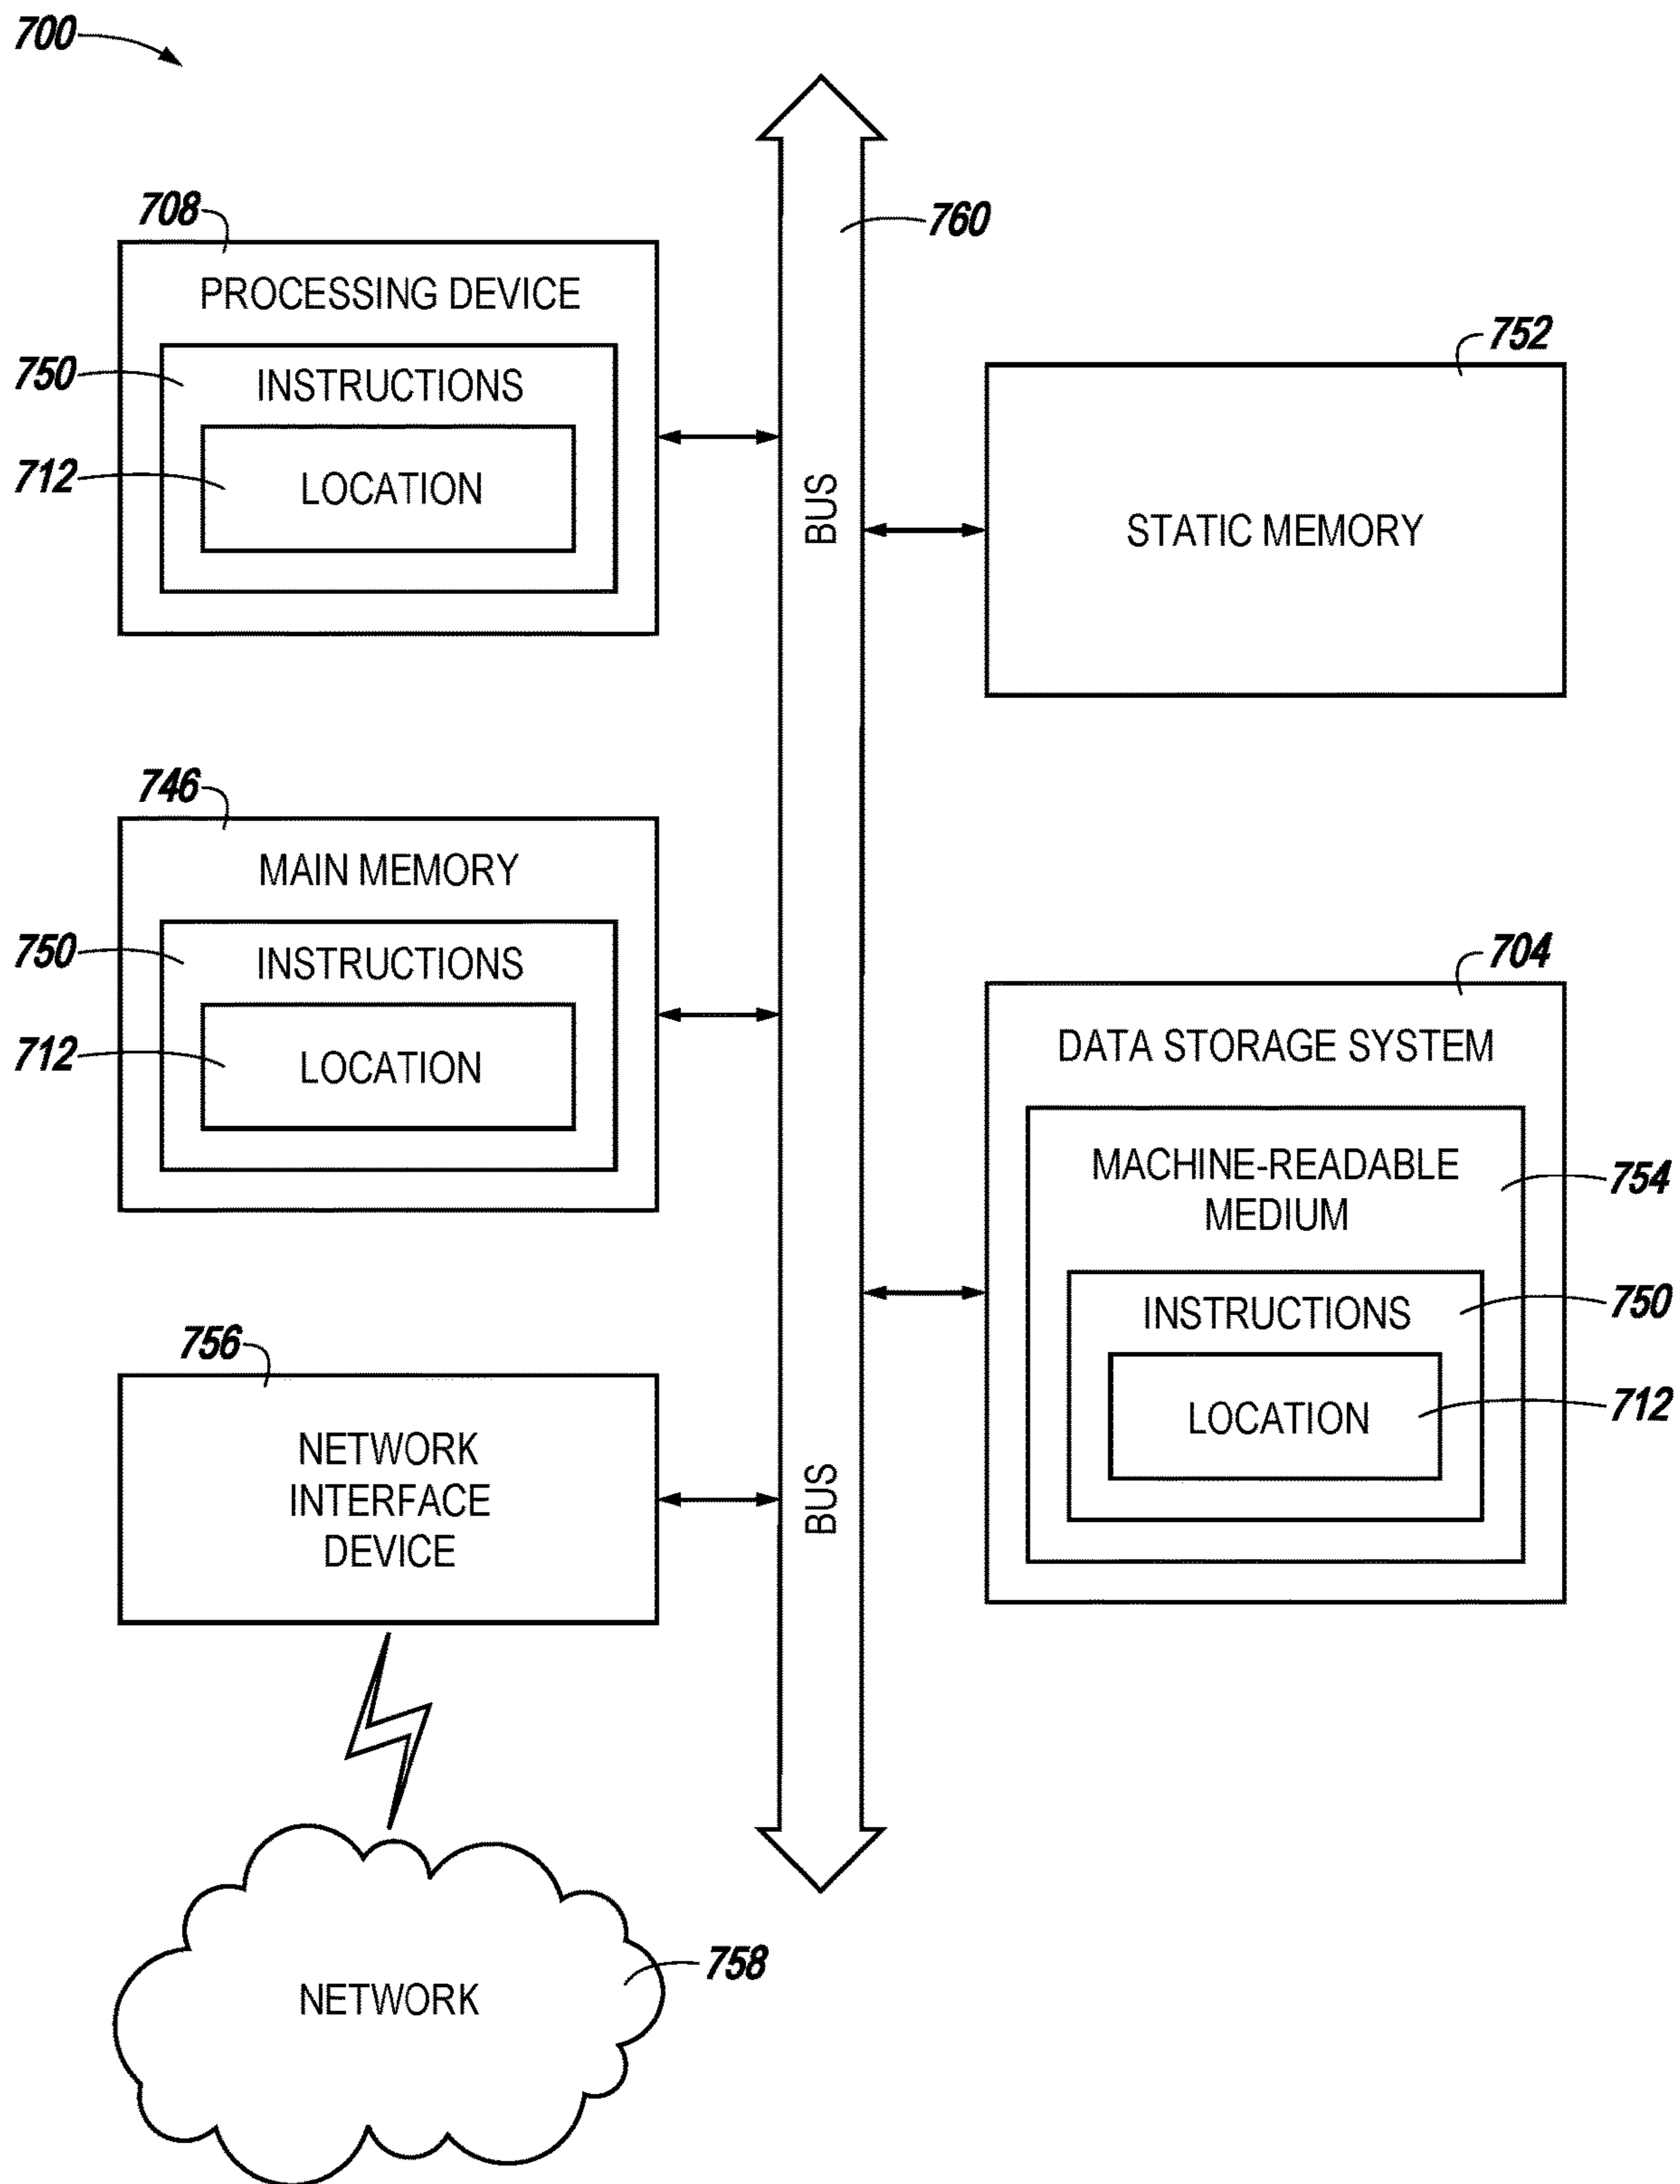 700
708
760
PROCESSING DEVICE
750
INSTRUCTIONS
712
LOCATION
BUS
752
STATIC MEMORY
746
MAIN MEMORY
750
INSTRUCTIONS
712
LOCATION
704
DATA STORAGE SYSTEM
MACHINE-READABLE
MEDIUM
754
INSTRUCTIONS
750
LOCATION
712
756
NETWORK
INTERFACE
DEVICE
BUS
NETWORK
758